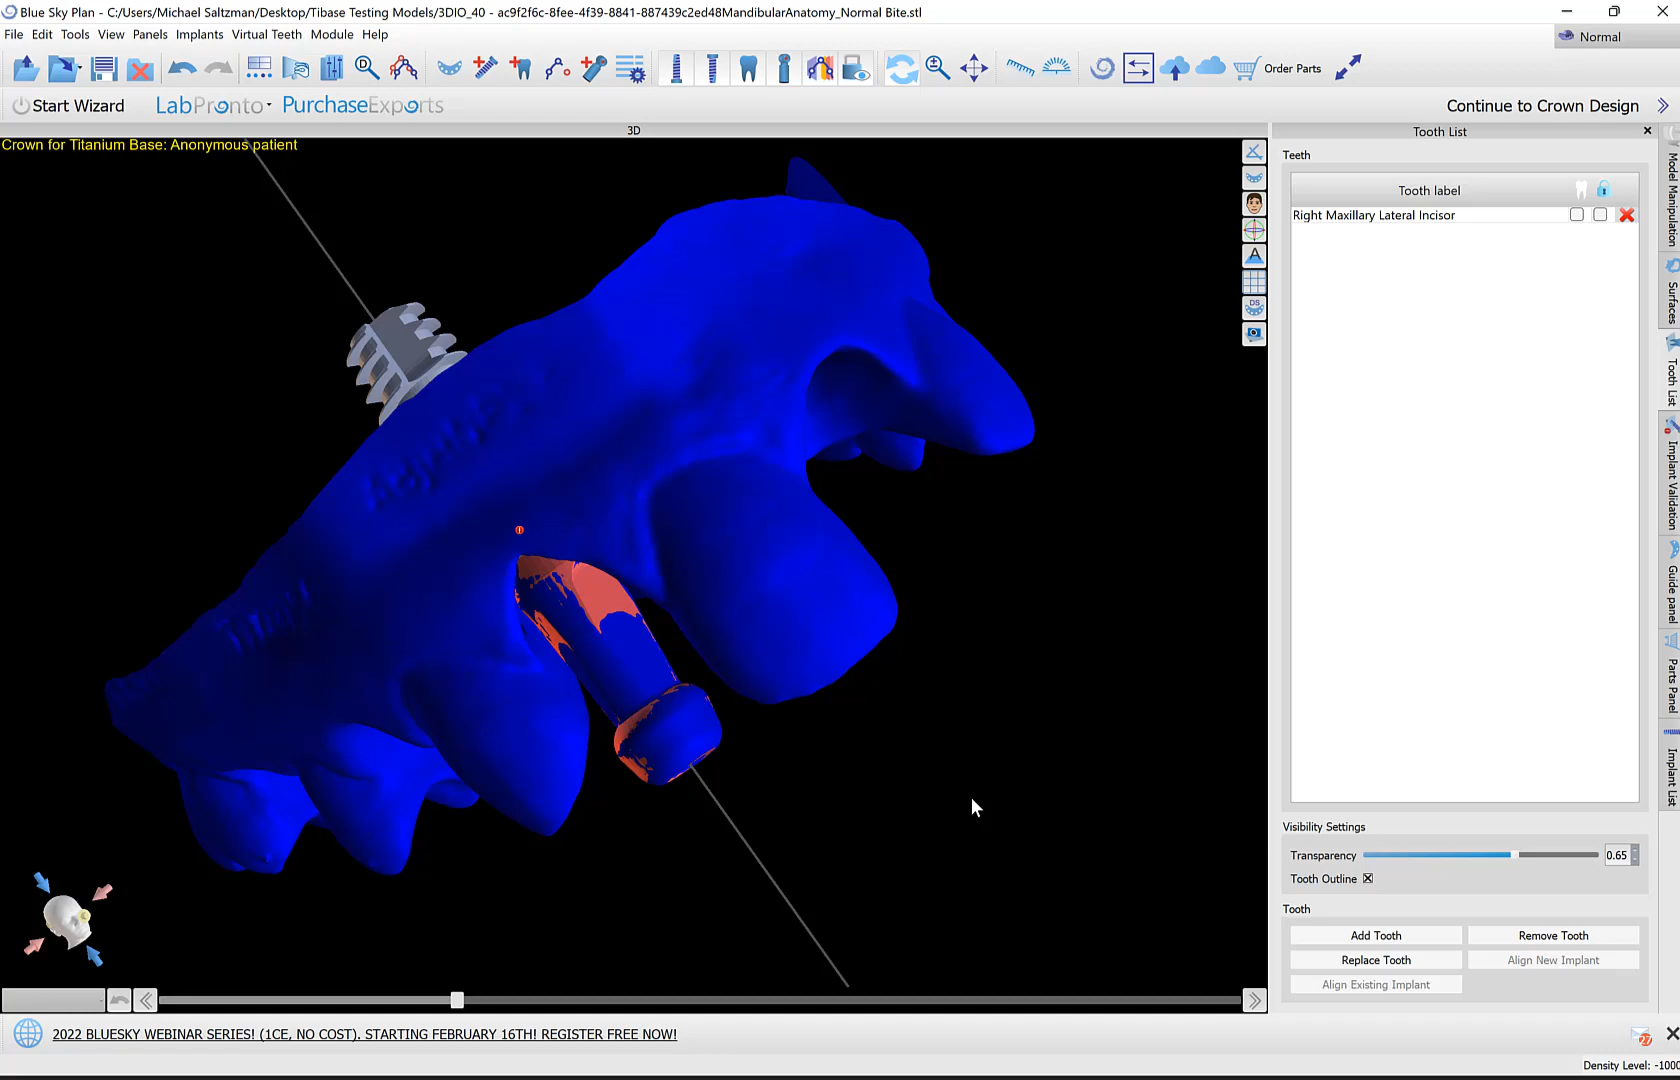 Blue Sky Plan - C:/Users/Michael Saltzman/Desktop/Tibase Testing Models/3DIO_40 - ac9f2f6c-8fee-4f39-8841-887439c2ed48MandibularAnatomy_Normal Bite.stl
File Edit Tools View Panels Implants Virtual Teeth Module Help
Normal
Order Parts
Start Wizard LabPronto PurchaseExports Continue to Crown Design
3D
Crown for Titanium Base: Anonymous patient
Tooth List
Teeth
Tooth label
Right Maxillary Lateral Incisor
DS
Visibility Settings
Transparency 0.65
Tooth Outline
Tooth
Add Tooth Remove Tooth
Replace Tooth Align New Implant
Align Existing Implant
Model Manipulation
Surfaces
Tooth List
Implant Validation
Guide panel
Parts Panel
Implant List
2022 BLUESKY WEBINAR SERIES! (1CE, NO COST). STARTING FEBRUARY 16TH! REGISTER FREE NOW!
27
Density Level: -1000